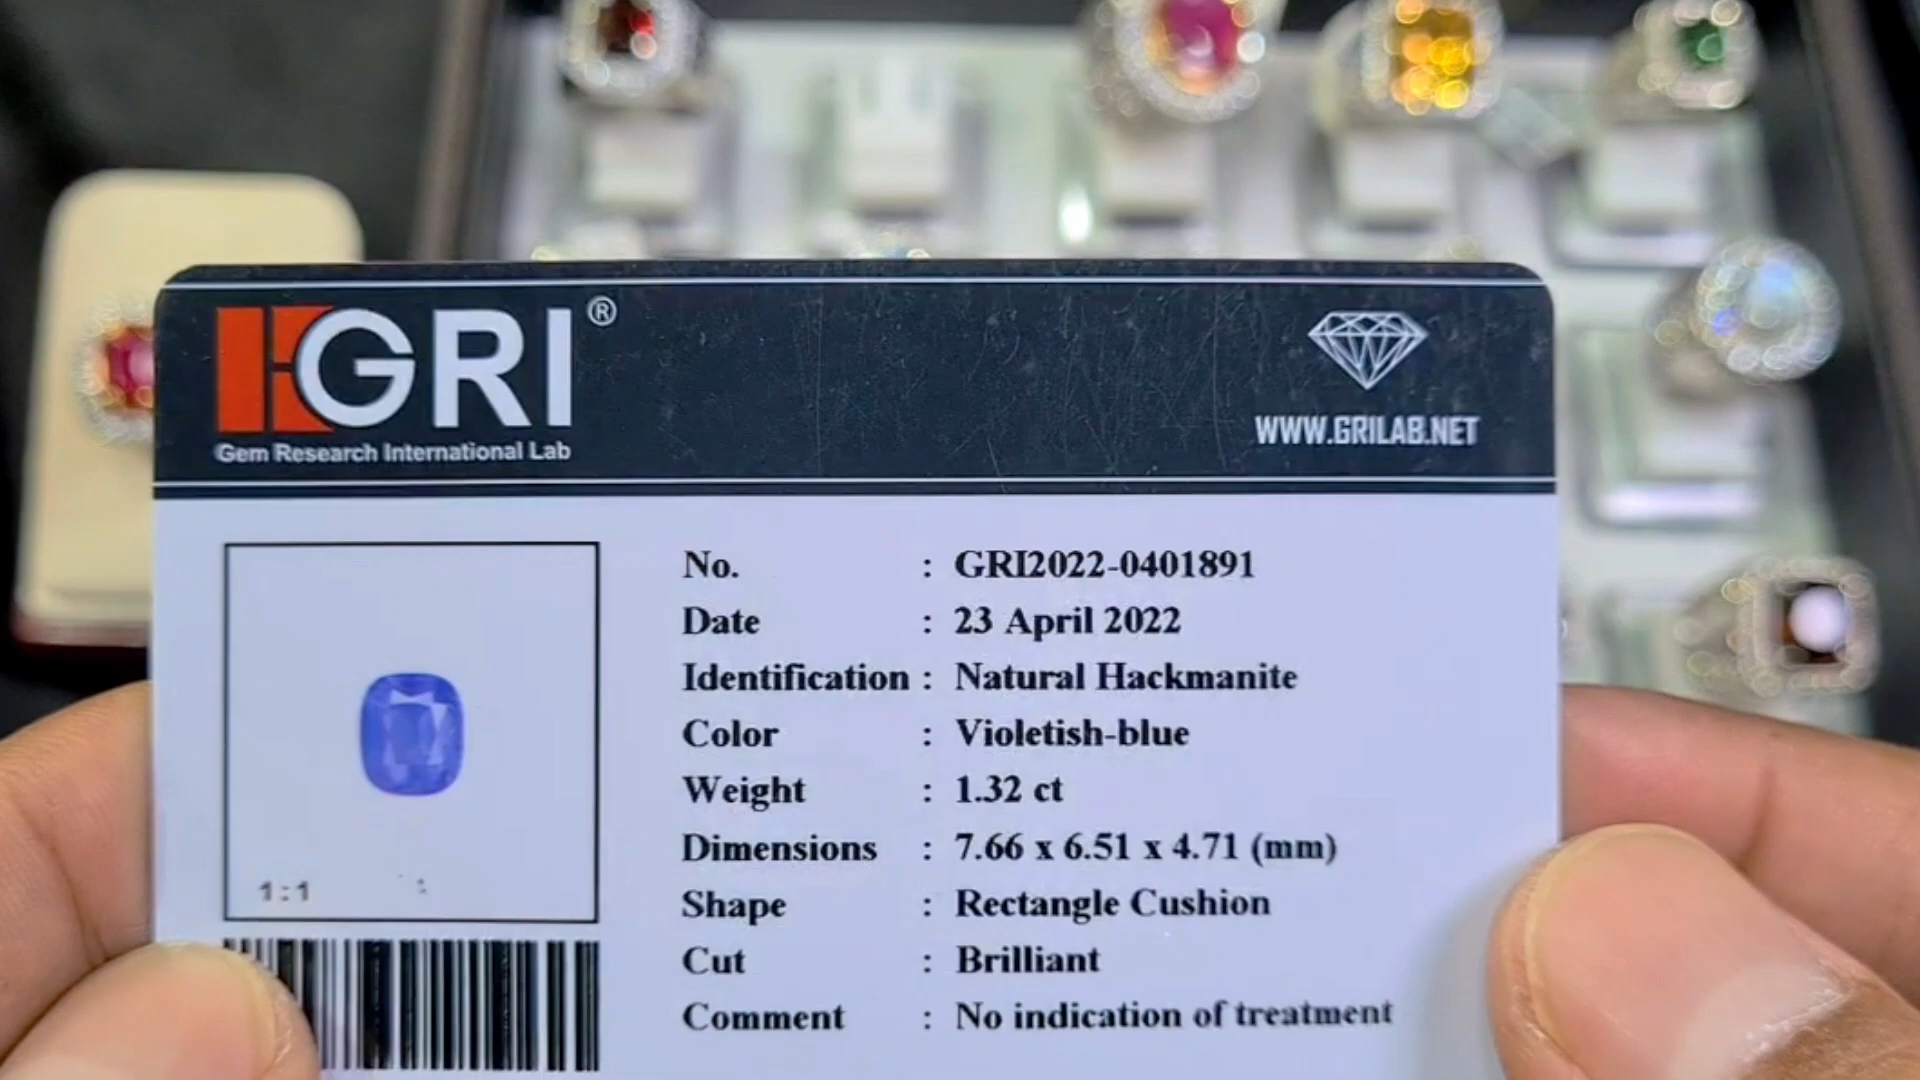 GRI®
Gem Research International Lab
WWW.GRILAB.NET
No. : GRI2022-0401891
Date : 23 April 2022
Identification : Natural Hackmanite
Color : Violetish-blue
Weight : 1.32 ct
Dimensions : 7.66 x 6.51 x 4.71 (mm)
Shape : Rectangle Cushion
Cut : Brilliant
Comment : No indication of treatment
1:1